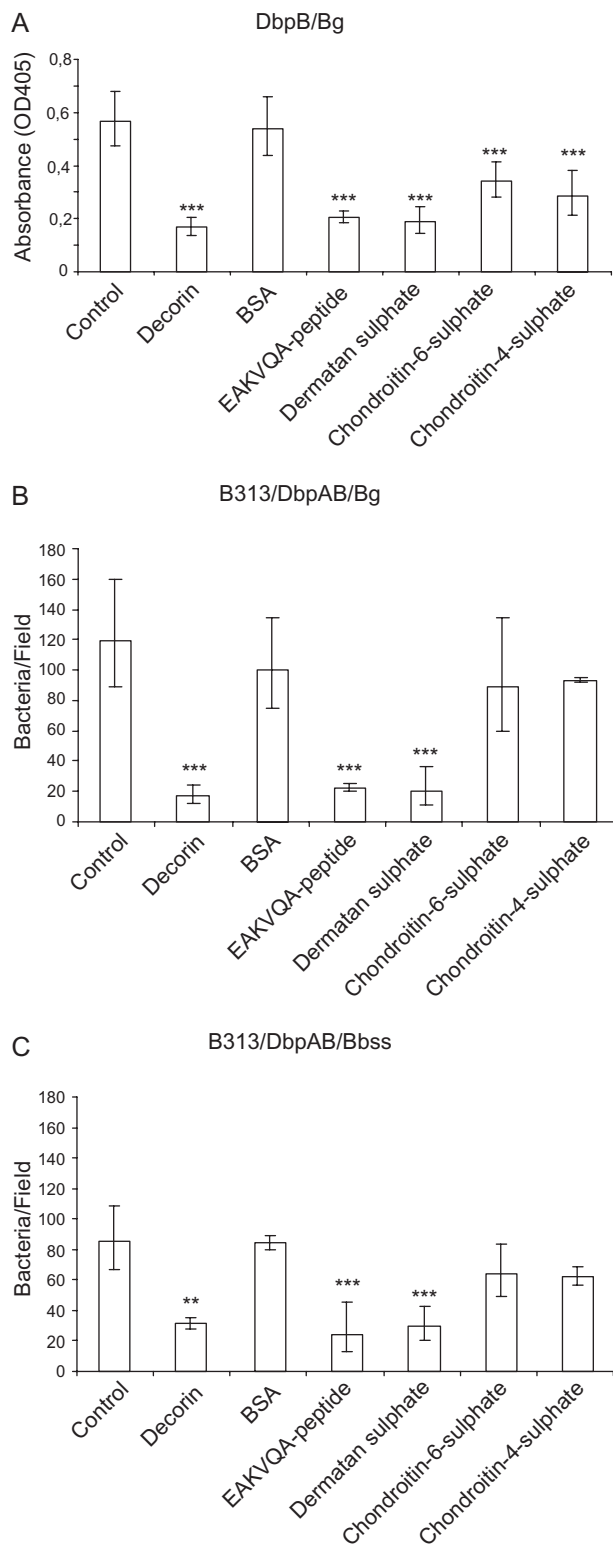 A
DbpB/Bg
Absorbance (OD405)
0,8
0,6
0,4
0,2
0
***
***
***
***
***
Control
Decorin
BSA
EAKVQA-peptide
Dermatan sulphate
Chondroitin-6-sulphate
Chondroitin-4-sulphate
B
B313/DbpAB/Bg
Bacteria/Field
180
160
140
120
100
80
60
40
20
0
***
***
***
Control
Decorin
BSA
EAKVQA-peptide
Dermatan sulphate
Chondroitin-6-sulphate
Chondroitin-4-sulphate
C
B313/DbpAB/Bbss
Bacteria/Field
180
160
140
120
100
80
60
40
20
0
**
***
***
Control
Decorin
BSA
EAKVQA-peptide
Dermatan sulphate
Chondroitin-6-sulphate
Chondroitin-4-sulphate